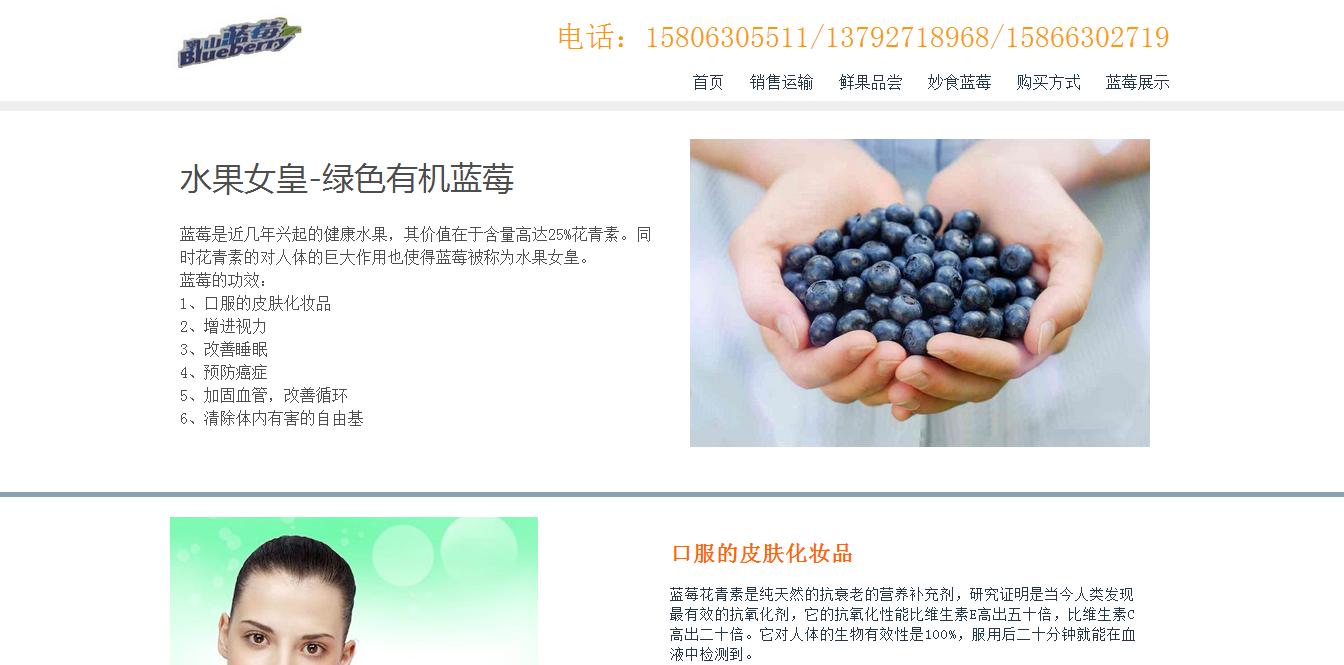 乳山蓝莓
Blueberry
电话：15806305511/13792718968/15866302719
首页 销售运输 鲜果品尝 妙食蓝莓 购买方式 蓝莓展示
水果女皇-绿色有机蓝莓
蓝莓是近几年兴起的健康水果，其价值在于含量高达25%花青素。同
时花青素的对人体的巨大作用也使得蓝莓被称为水果女皇。
蓝莓的功效：
1、口服的皮肤化妆品
2、增进视力
3、改善睡眠
4、预防癌症
5、加固血管，改善循环
6、清除体内有害的自由基
口服的皮肤化妆品
蓝莓花青素是纯天然的抗衰老的营养补充剂，研究证明是当今人类发现
最有效的抗氧化剂，它的抗氧化性能比维生素E高出五十倍，比维生素C
高出二十倍。它对人体的生物有效性是100%，服用后二十分钟就能在血
液中检测到。